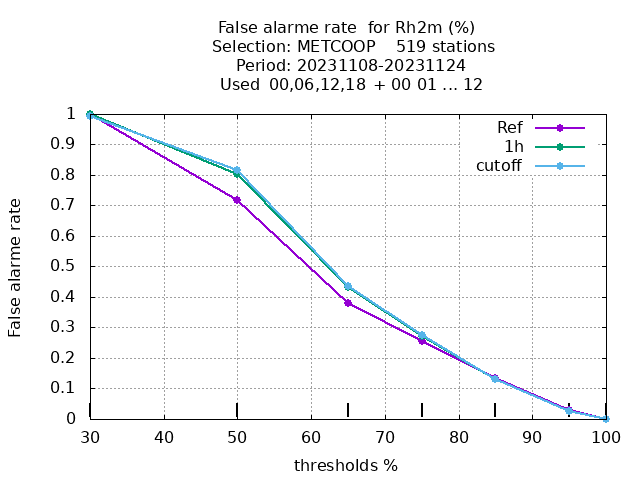 False alarme rate  for Rh2m (%)
Selection: METCOOP    519 stations
Period: 20231108-20231124
Used 00,06,12,18 + 00 01 ... 12
Ref
1h
cutoff
1
0.9
0.8
0.7
0.6
0.5
0.4
0.3
0.2
0.1
0
False alarme rate
30 40 50 60 70 80 90 100
thresholds %